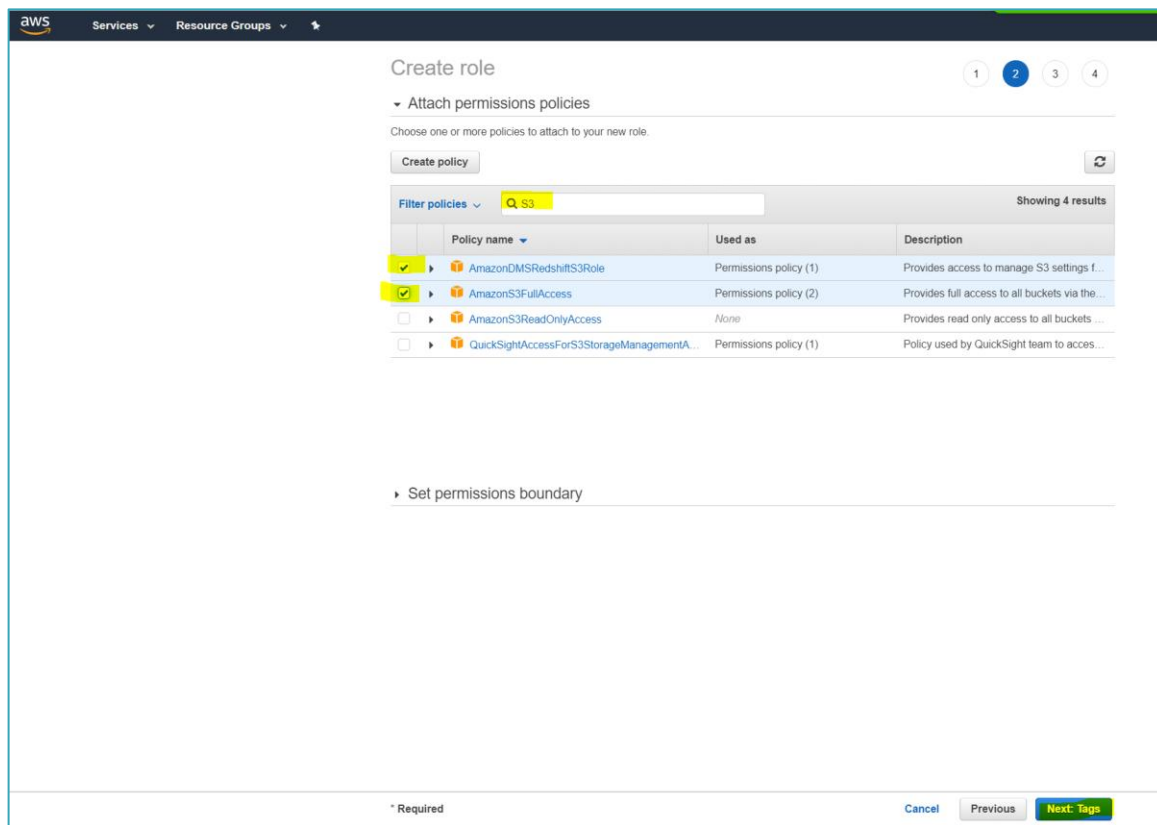 aws Services Resource Groups
Create role
1 2 3 4
Attach permissions policies
Choose one or more policies to attach to your new role.
Create policy
Filter policies S3 Showing 4 results
Policy name Used as Description
AmazonDMSRedshiftS3Role Permissions policy (1) Provides access to manage S3 settings f...
AmazonS3FullAccess Permissions policy (2) Provides full access to all buckets via the...
AmazonS3ReadOnlyAccess None Provides read only access to all buckets ...
QuickSightAccessForS3StorageManagementA... Permissions policy (1) Policy used by QuickSight team to acces...
Set permissions boundary
* Required Cancel Previous Next: Tags